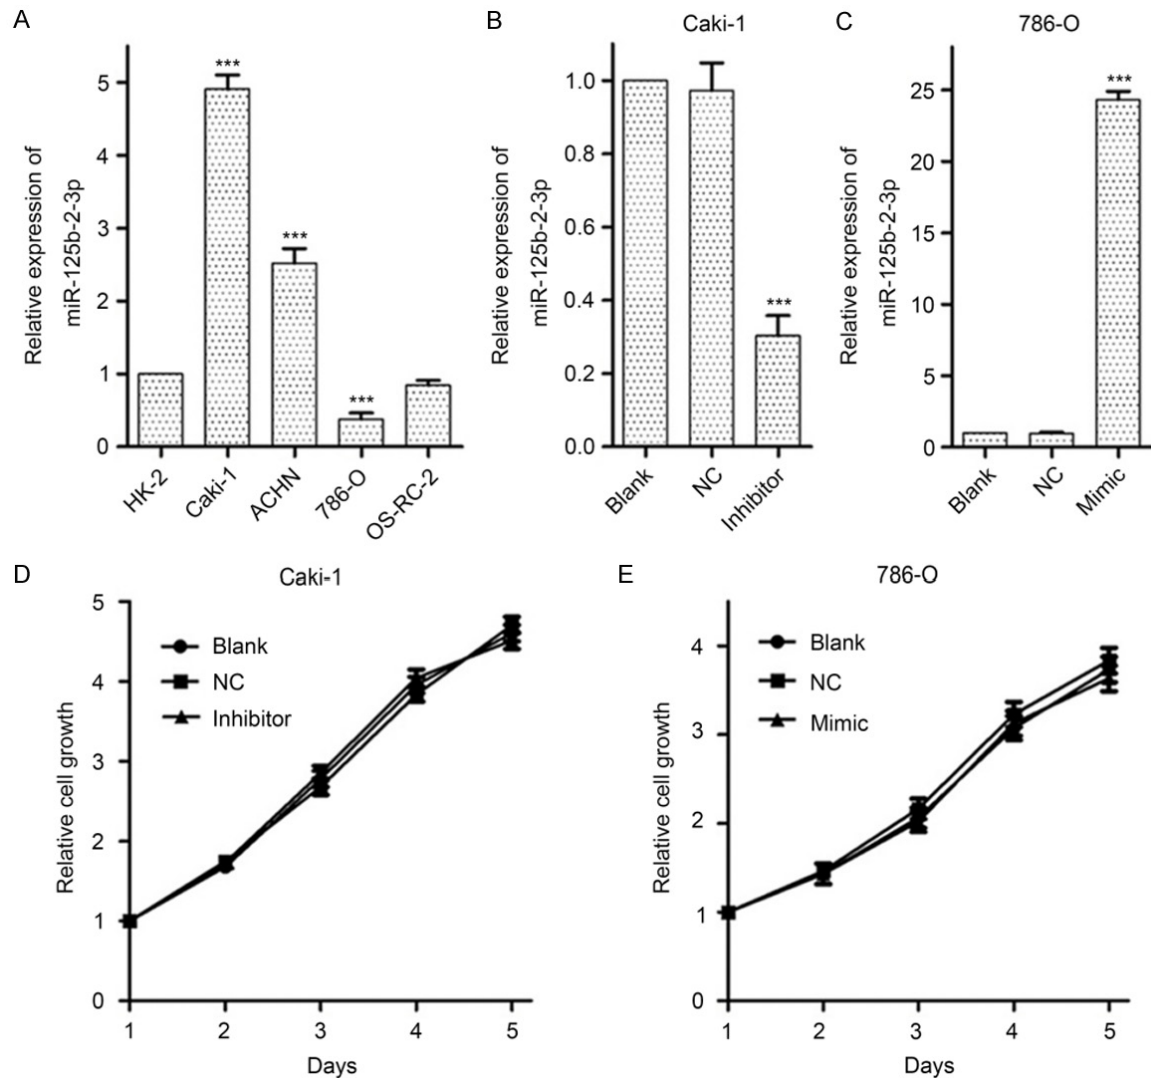 A
Relative expression of
miR-125b-2-3p
5
4
3
2
1
0
***
***
***
HK-2
Caki-1
ACHN
786-O
OS-RC-2
B
Caki-1
Relative expression of
miR-125b-2-3p
1.0
0.8
0.6
0.4
0.2
0.0
***
Blank
NC
Inhibitor
C
786-O
Relative expression of
miR-125b-2-3p
25
24
15
10
5
0
***
Blank
NC
Mimic
D
Caki-1
Relative cell growth
5
4
3
2
1
0
Blank
NC
Inhibitor
1 2 3 4 5
Days
E
786-O
Relative cell growth
4
3
2
1
0
Blank
NC
Mimic
1 2 3 4 5
Days